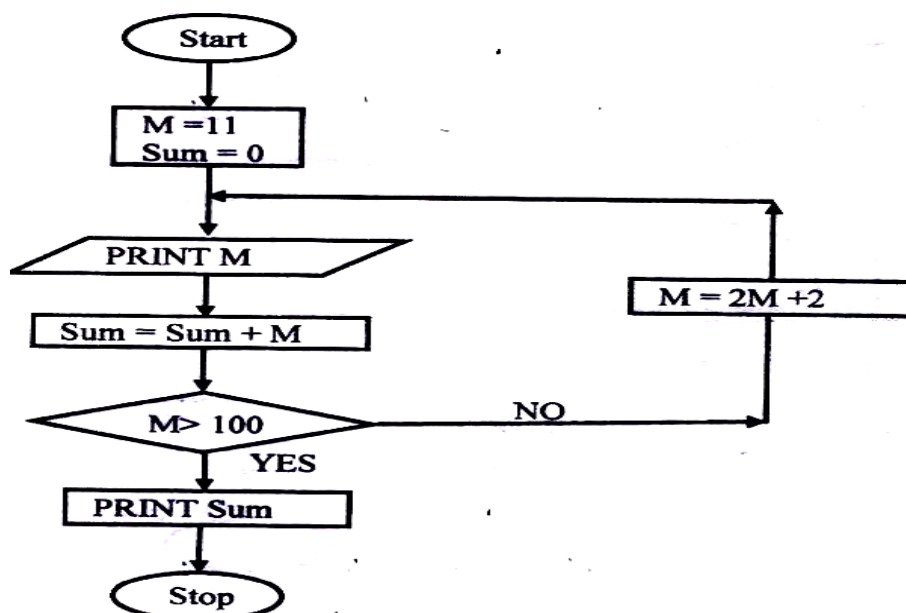 Start
M =11
Sum = 0
PRINT M
M = 2M +2
Sum = Sum + M
M> 100
NO
YES
PRINT Sum
Stop